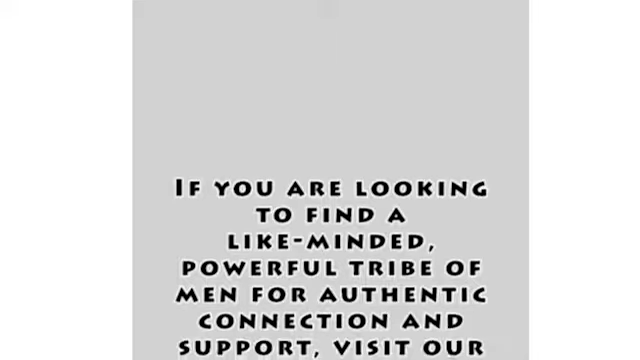 If you are looking
to find a
like-minded,
powerful tribe of
men for authentic
connection and
support, visit our